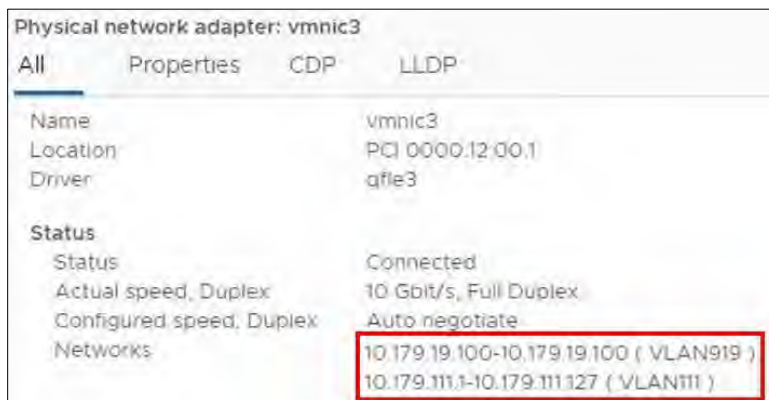 Physical network adapter: vmnic3
All Properties CDP LLDP
Name vmnic3
Location PCI 0000:12:00.1
Driver qfle3
Status
Status Connected
Actual speed, Duplex 10 Gbit/s, Full Duplex
Configured speed, Duplex Auto negotiate
Networks 10.179.19.100-10.179.19.100 ( VLAN919 )
10.179.111.1-10.179.111.127 ( VLAN111 )